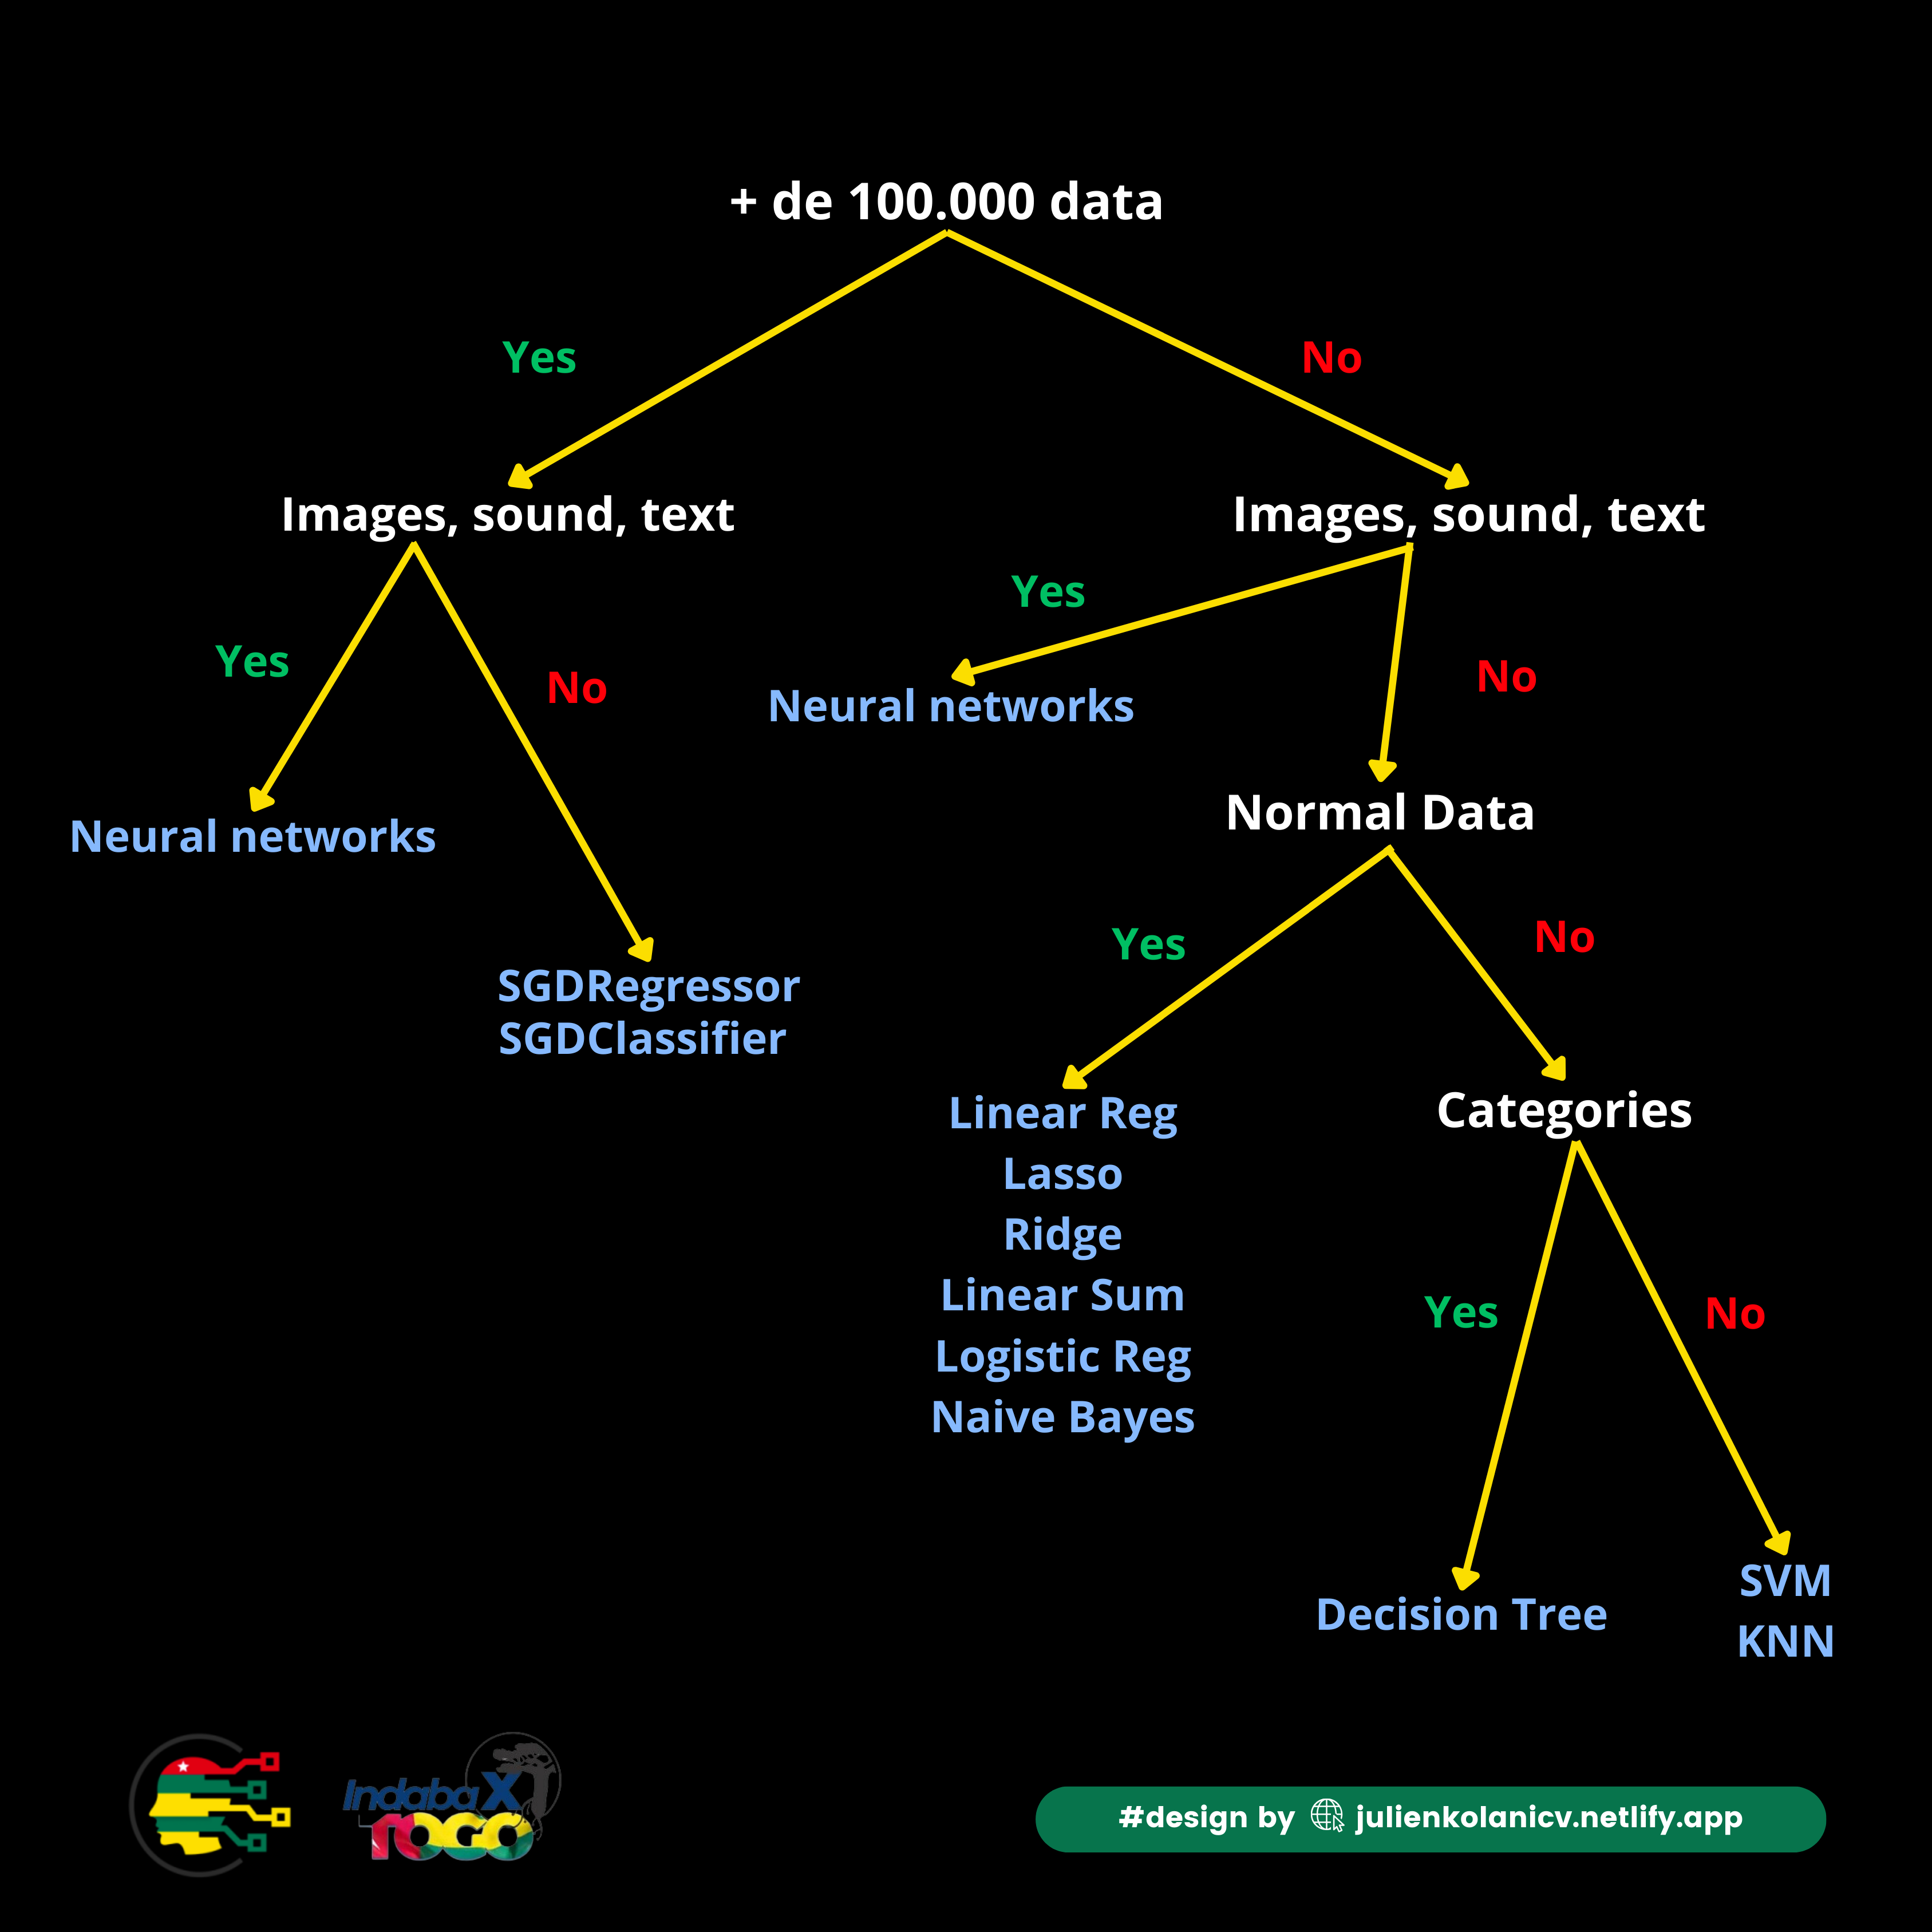 + de 100.000 data
Yes
No
Images, sound, text
Images, sound, text
Yes
Yes
No
No
Neural networks
Normal Data
Neural networks
Yes
No
SGDRegressor
SGDClassifier
Linear Reg
Lasso
Ridge
Linear Sum
Logistic Reg
Naive Bayes
Categories
Yes
No
Decision Tree
SVM
KNN
IndabaX
TOGO
#design by julienkolanicv.netlify.app